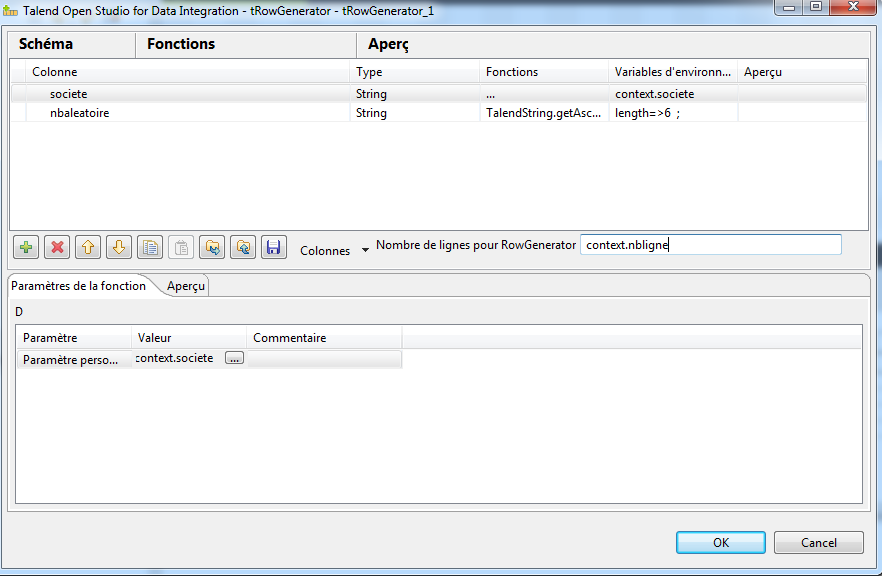 Talend Open Studio for Data Integration - tRowGenerator - tRowGenerator_1
Schéma Fonctions Aperç
Colonne Type Fonctions Variables d'environn... Aperçu
societe String ... context.societe
nbaleatoire String TalendString.getAsc... length=>6 ;
Colonnes Nombre de lignes pour RowGenerator context.nbligne
Paramètres de la fonction Aperçu
D
Paramètre Valeur Commentaire
Paramètre perso... context.societe ...
OK Cancel